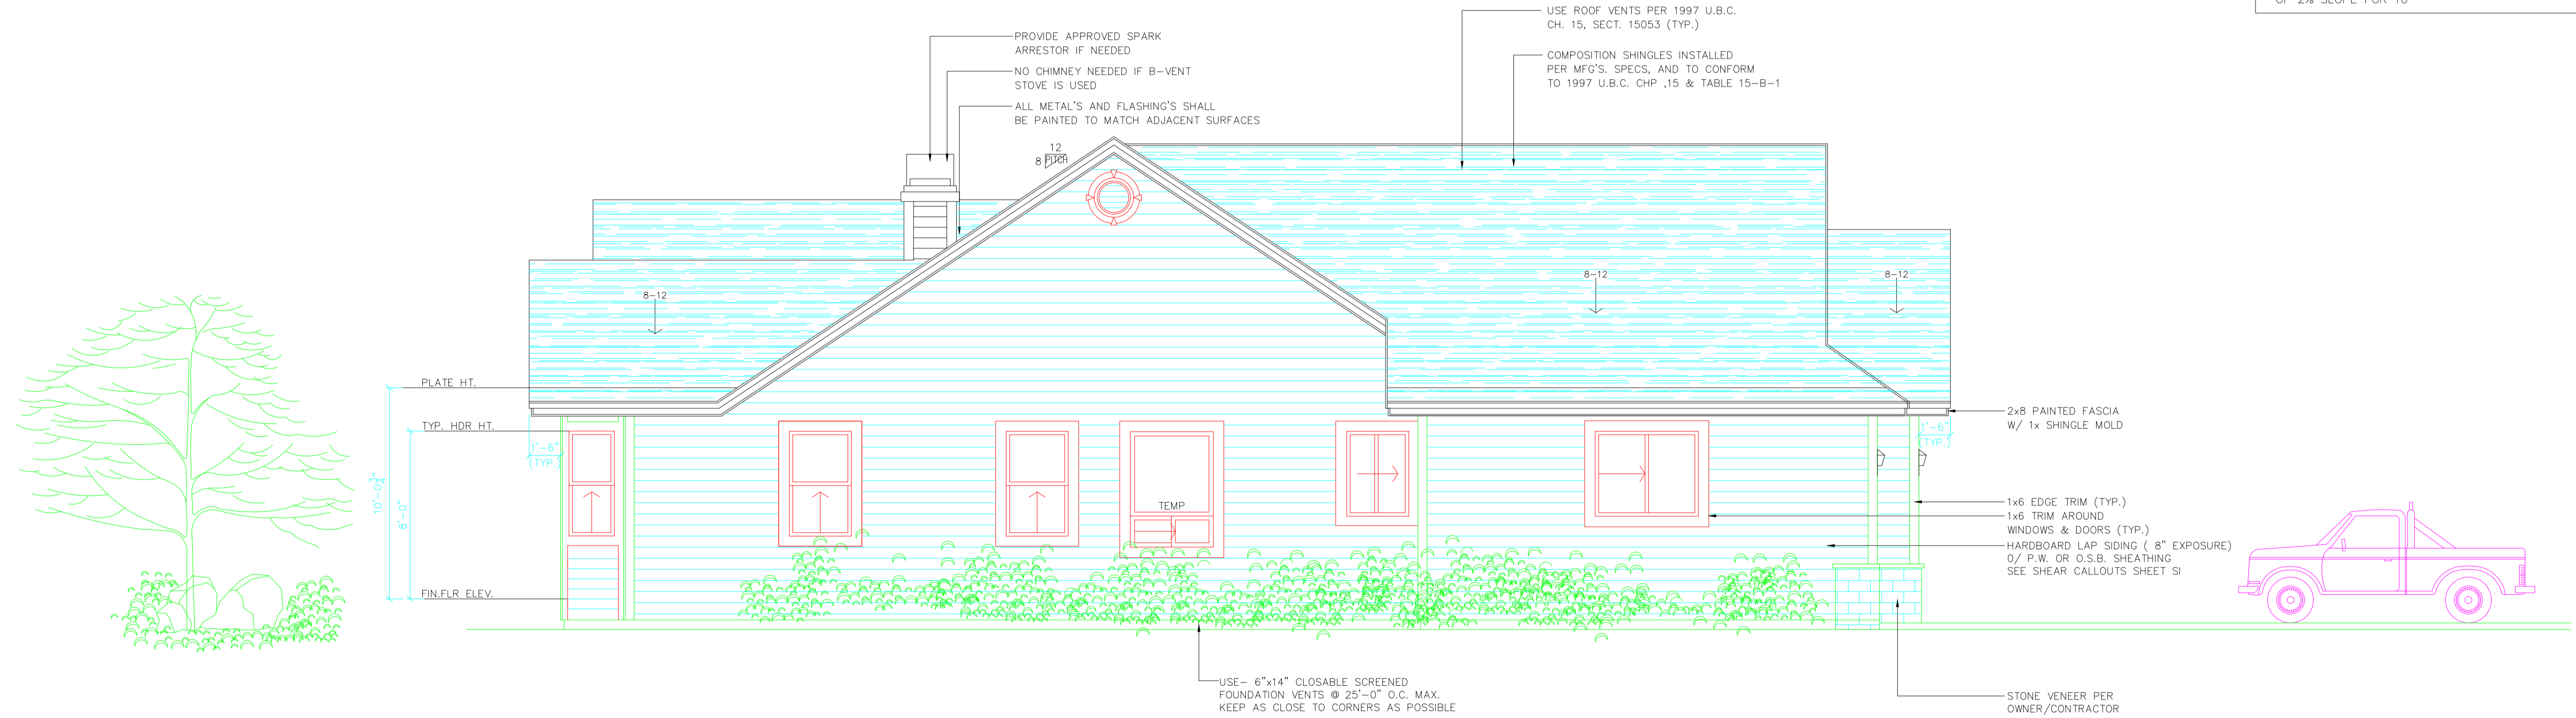 OF 2% SLOPE FOR 10'
USE ROOF VENTS PER 1997 U.B.C.
CH. 15, SECT. 15053 (TYP.)
PROVIDE APPROVED SPARK
ARRESTOR IF NEEDED
COMPOSITION SHINGLES INSTALLED
PER MFG'S. SPECS, AND TO CONFORM
TO 1997 U.B.C. CHP ,15 & TABLE 15-B-1
NO CHIMNEY NEEDED IF B-VENT
STOVE IS USED
ALL METAL'S AND FLASHING'S SHALL
BE PAINTED TO MATCH ADJACENT SURFACES
12
8 PITCH
8-12
8-12
8-12
PLATE HT.
TYP. HDR HT.
1'-6"
(TYP.)
10'-0 3/4"
8'-0"
FIN.FLR ELEV.
TEMP
2x8 PAINTED FASCIA
W/ 1x SHINGLE MOLD
1'-6"
(TYP.)
1x6 EDGE TRIM (TYP.)
1x6 TRIM AROUND
WINDOWS & DOORS (TYP.)
HARDBOARD LAP SIDING ( 8" EXPOSURE)
O/ P.W. OR O.S.B. SHEATHING
SEE SHEAR CALLOUTS SHEET SI
USE- 6"x14" CLOSABLE SCREENED
FOUNDATION VENTS @ 25'-0" O.C. MAX.
KEEP AS CLOSE TO CORNERS AS POSSIBLE
STONE VENEER PER
OWNER/CONTRACTOR